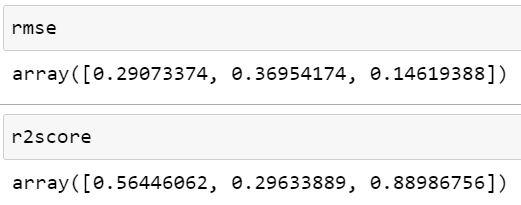 rmse
array([0.29073374, 0.36954174, 0.14619388])
r2score
array([0.56446062, 0.29633889, 0.88986756])